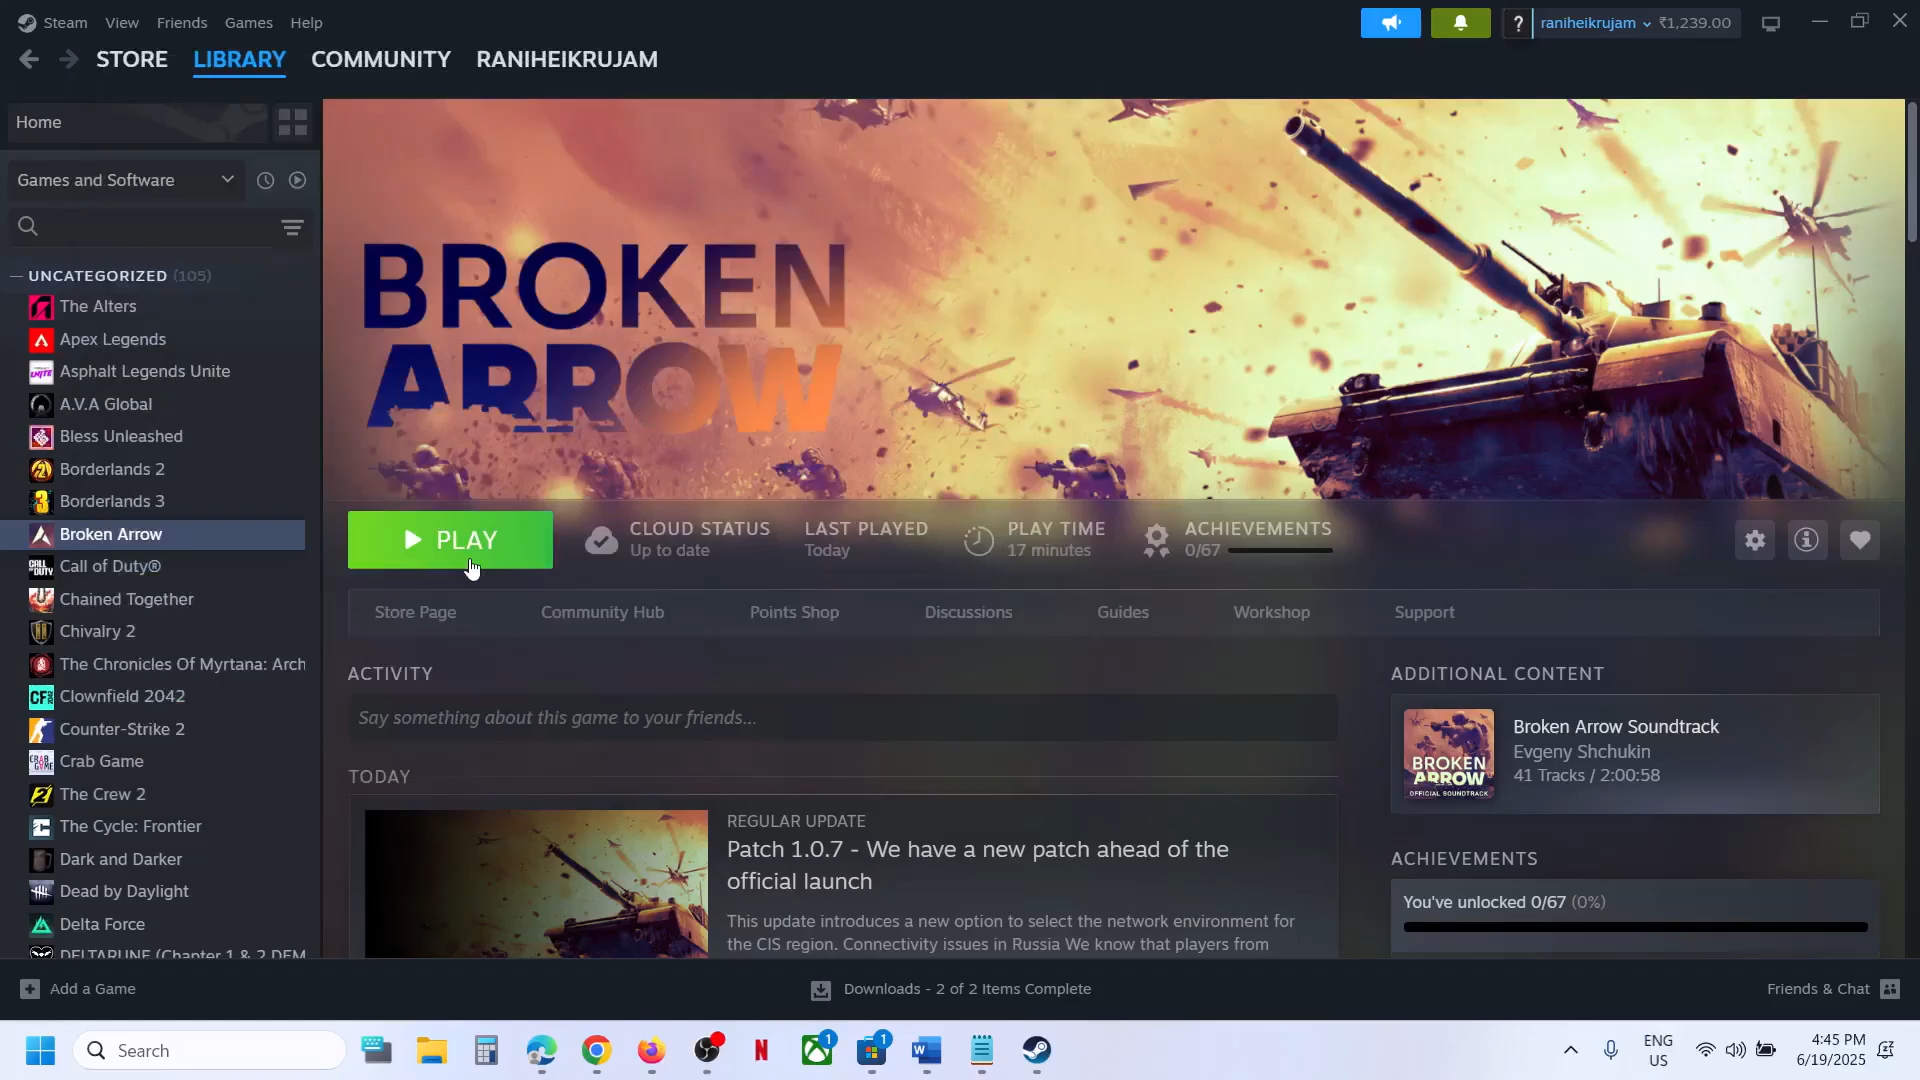 Steam View Friends Games Help
? raniheikrujam ₹1,239.00
STORE LIBRARY COMMUNITY RANIHEIKRUJAM
Home
Games and Software
UNCATEGORIZED (105)
The Alters
Apex Legends
Asphalt Legends Unite
A.V.A Global
Bless Unleashed
Borderlands 2
Borderlands 3
Broken Arrow
Call of Duty®
Chained Together
Chivalry 2
The Chronicles Of Myrtana: Arch
Clownfield 2042
Counter-Strike 2
Crab Game
The Crew 2
The Cycle: Frontier
Dark and Darker
Dead by Daylight
Delta Force
DELTARUNE (Chapter 1 & 2 DEM
BROKEN
ARROW
PLAY
CLOUD STATUS
Up to date
LAST PLAYED
Today
PLAY TIME
17 minutes
ACHIEVEMENTS
0/67
Store Page Community Hub Points Shop Discussions Guides Workshop Support
ACTIVITY
Say something about this game to your friends...
TODAY
REGULAR UPDATE
Patch 1.0.7 - We have a new patch ahead of the
official launch
This update introduces a new option to select the network environment for
the CIS region. Connectivity issues in Russia We know that players from
ADDITIONAL CONTENT
BROKEN
ARROW
OFFICIAL SOUNDTRACK
Broken Arrow Soundtrack
Evgeny Shchukin
41 Tracks / 2:00:58
ACHIEVEMENTS
You've unlocked 0/67 (0%)
Add a Game
Downloads - 2 of 2 Items Complete
Friends & Chat
Search
1
1
ENG
US
4:45 PM
6/19/2025